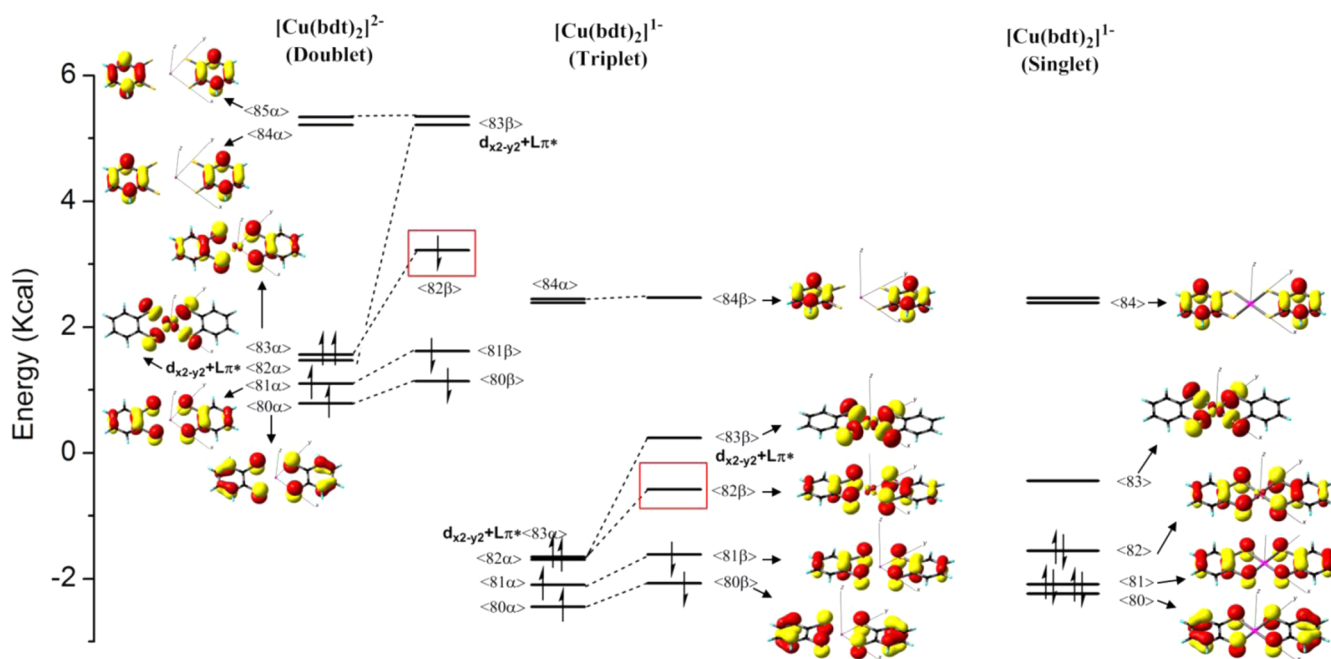 [Cu(bdt)2]2-
(Doublet)
[Cu(bdt)2]1-
(Triplet)
[Cu(bdt)2]1-
(Singlet)
Energy (Kcal)
6
4
2
0
-2
<85α>
<84α>
<83α>
<82α>
dx2-y2+Lπ*
<81α>
<80α>
<83β>
dx2-y2+Lπ*
<82β>
<81β>
<80β>
<84α>
dx2-y2+Lπ*<83α>
<82α>
<81α>
<80α>
<84β>
<83β>
dx2-y2+Lπ*
<82β>
<81β>
<80β>
<84>
<83>
<82>
<81>
<80>